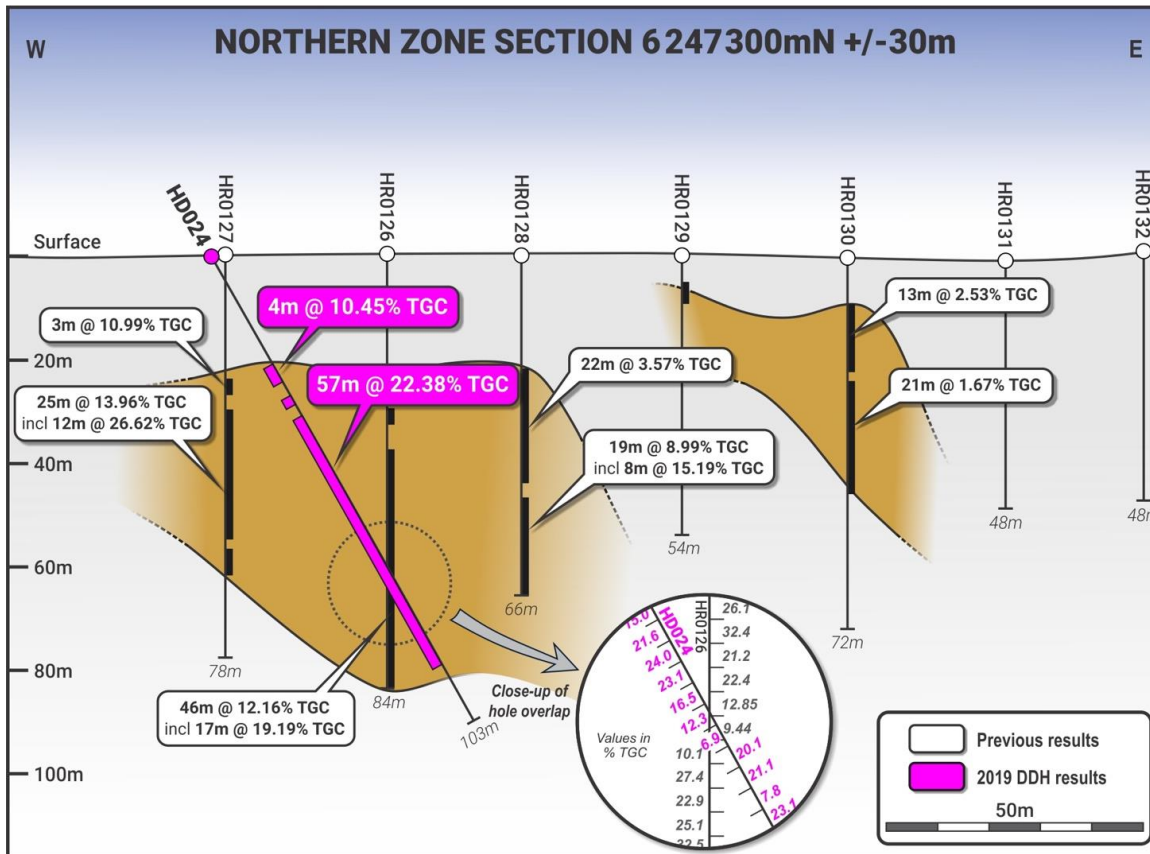 NORTHERN ZONE SECTION 6247300mN +/-30m
W
E
HD024
HR0127
HR0126
HR0128
HR0129
HR0130
HR0131
HR0132
Surface
20m
40m
60m
80m
100m
3m @ 10.99% TGC
25m @ 13.96% TGC
incl 12m @ 26.62% TGC
4m @ 10.45% TGC
57m @ 22.38% TGC
22m @ 3.57% TGC
19m @ 8.99% TGC
incl 8m @ 15.19% TGC
13m @ 2.53% TGC
21m @ 1.67% TGC
46m @ 12.16% TGC
incl 17m @ 19.19% TGC
78m
84m
103m
66m
54m
72m
48m
48m
Close-up of
hole overlap
Values in
% TGC
HD024
HR0126
15.0
21.6
24.0
23.1
16.5
12.3
6.9
20.1
21.1
7.8
23.1
26.1
32.4
21.2
22.4
12.85
9.44
10.1
27.4
22.9
25.1
Previous results
2019 DDH results
50m